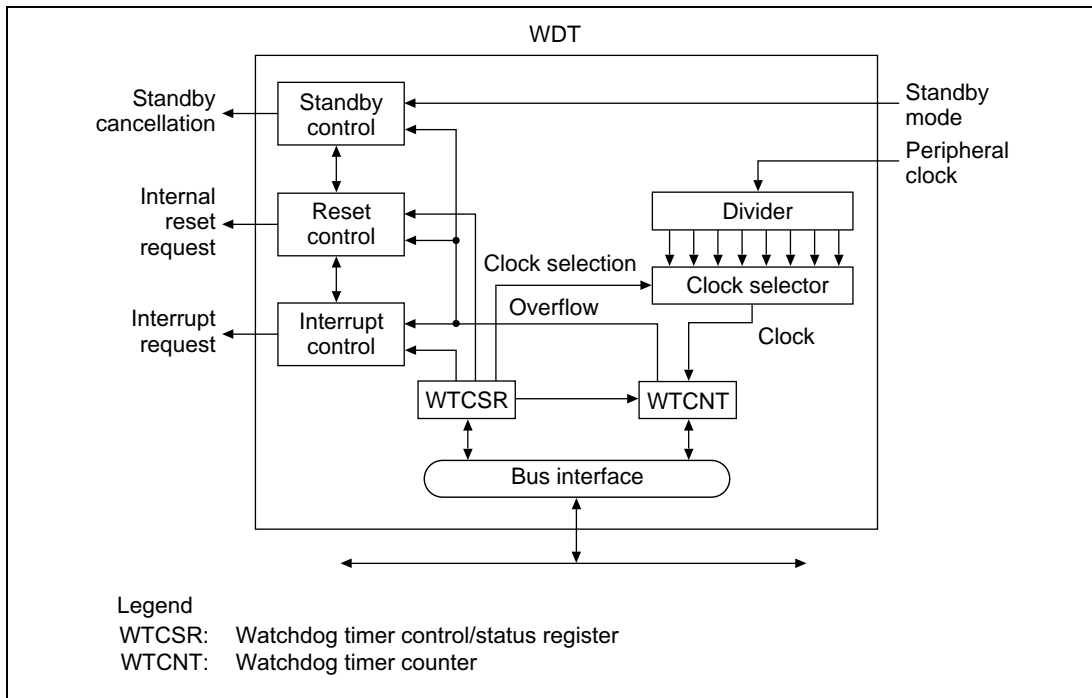 WDT
Standby
cancellation
Standby
control
Standby
mode
Peripheral
clock
Internal
reset
request
Reset
control
Divider
Clock selection
Clock selector
Overflow
Interrupt
request
Interrupt
control
Clock
WTCSR
WTCNT
Bus interface
Legend
WTCSR: Watchdog timer control/status register
WTCNT: Watchdog timer counter